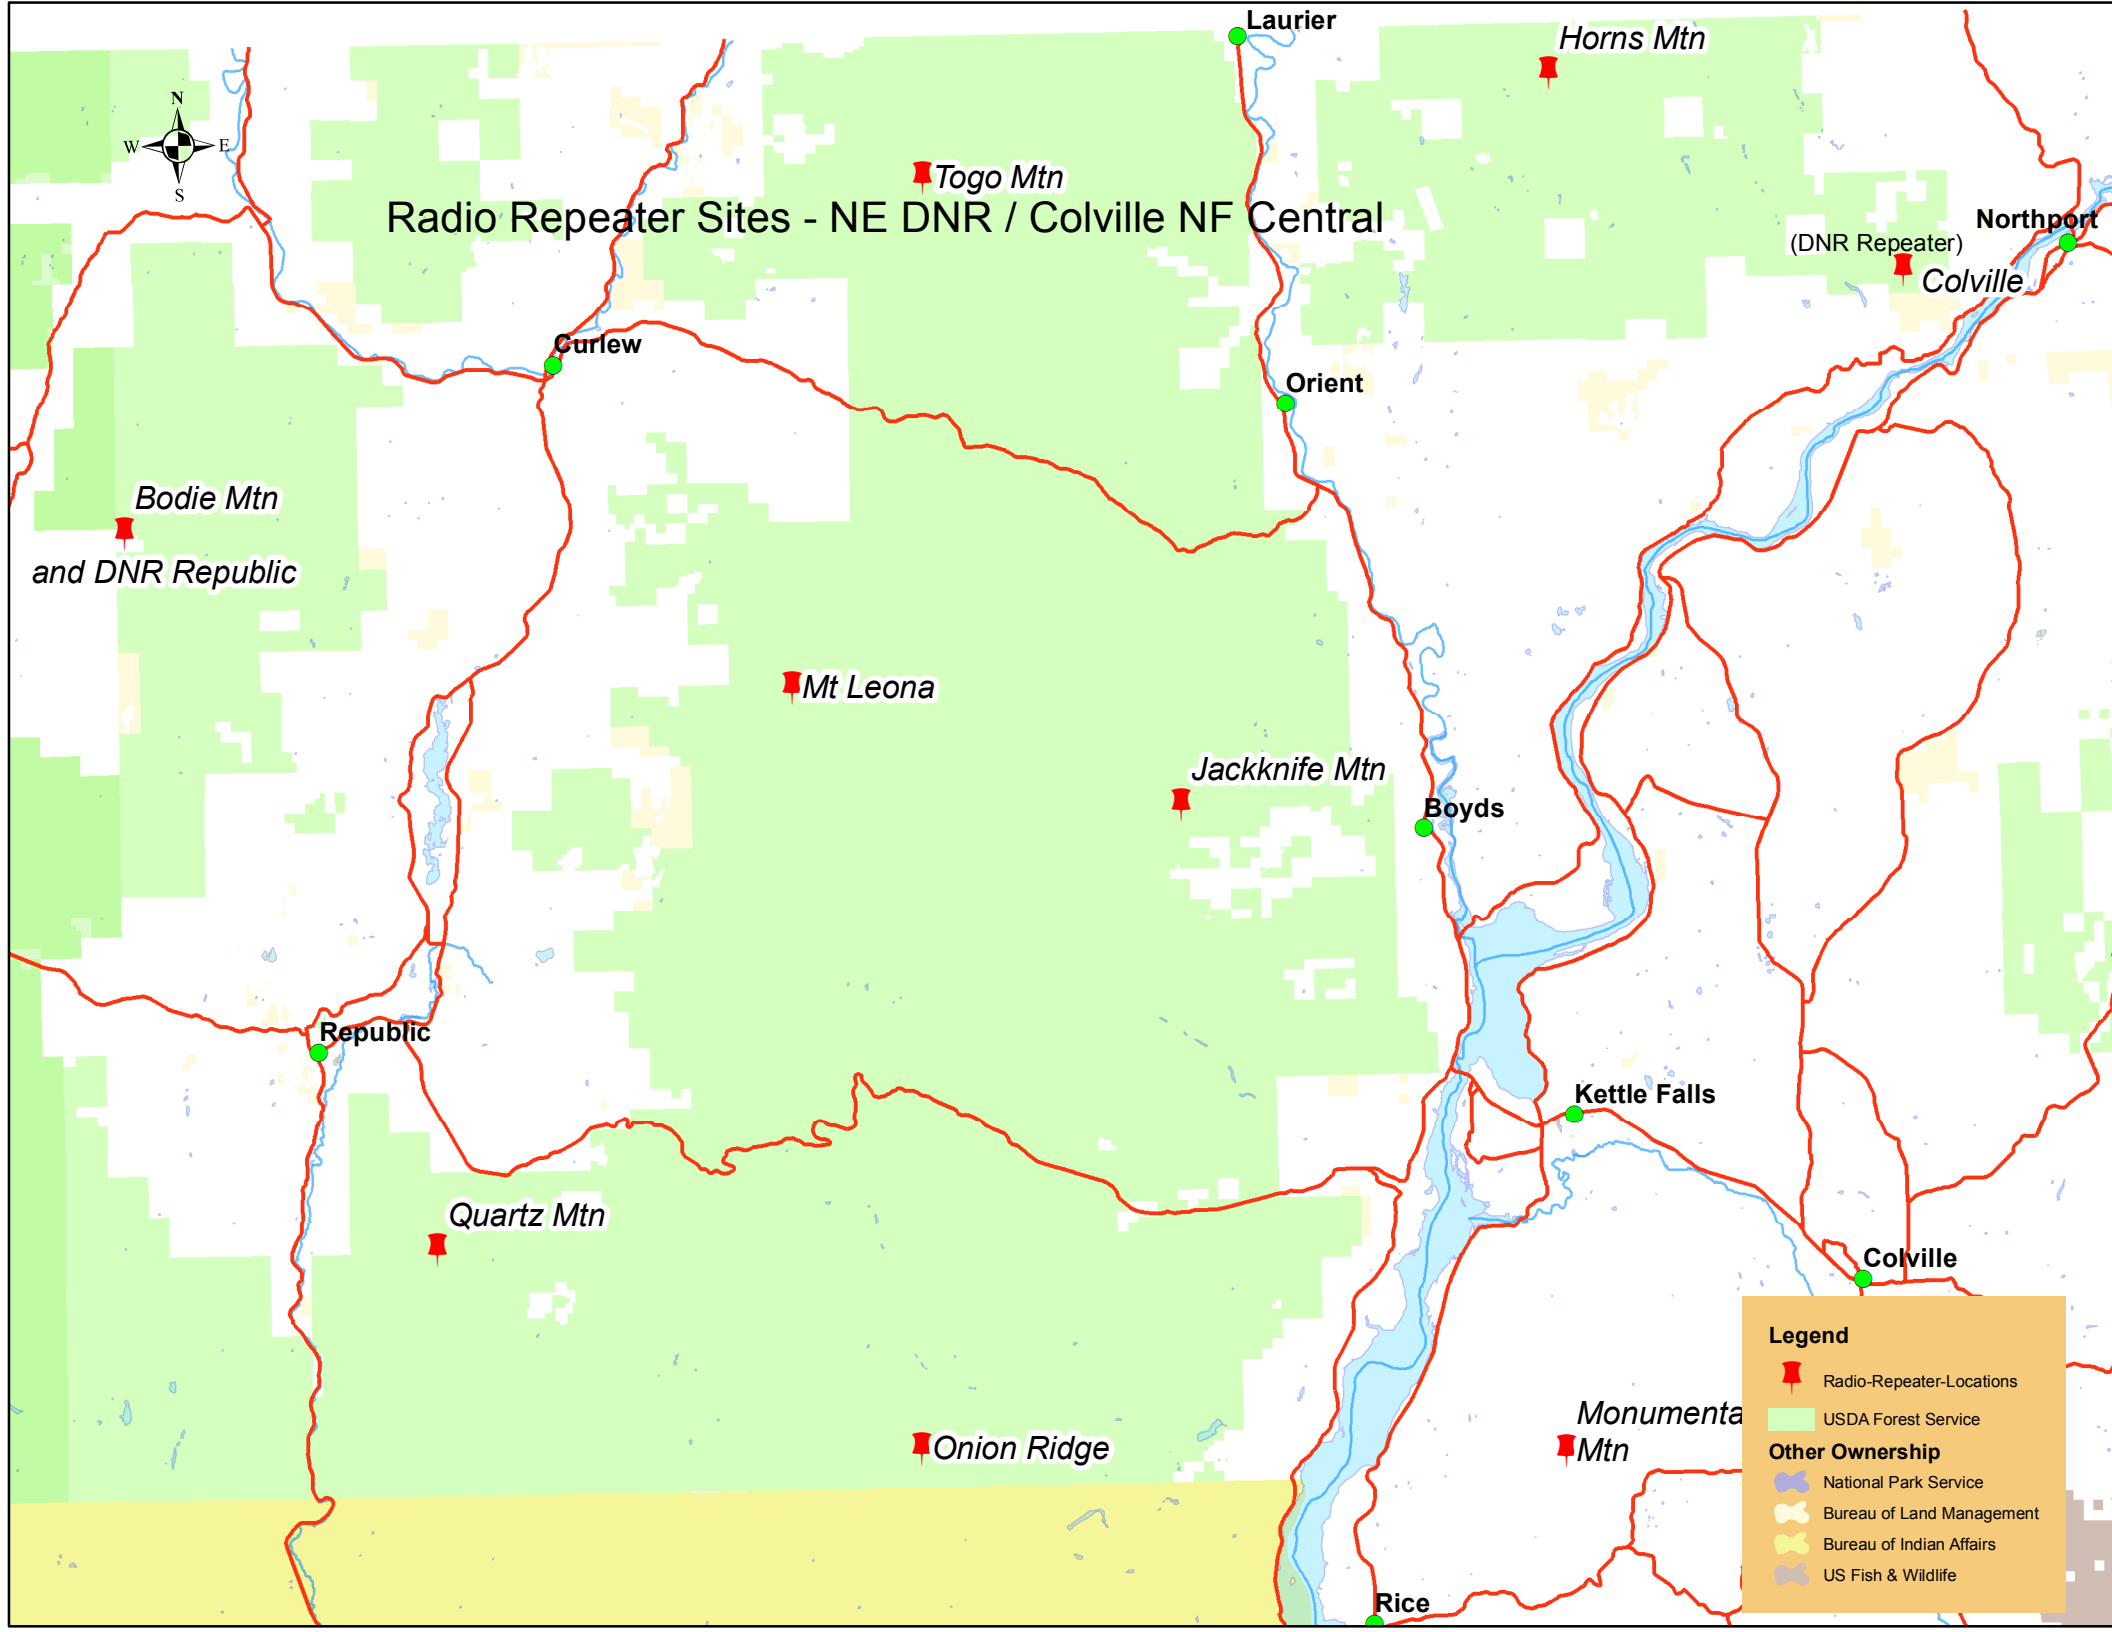 Laurier
Horns Mtn
N
W
E
S
Togo Mtn
Radio Repeater Sites - NE DNR / Colville NF Central
Northport
(DNR Repeater)
Colville
Curlew
Orient
Bodie Mtn
and DNR Republic
Mt Leona
Jackknife Mtn
Boyds
Republic
Kettle Falls
Quartz Mtn
Colville
Onion Ridge
Monumenta
Mtn
Rice
Legend
Radio-Repeater-Locations
USDA Forest Service
Other Ownership
National Park Service
Bureau of Land Management
Bureau of Indian Affairs
US Fish & Wildlife